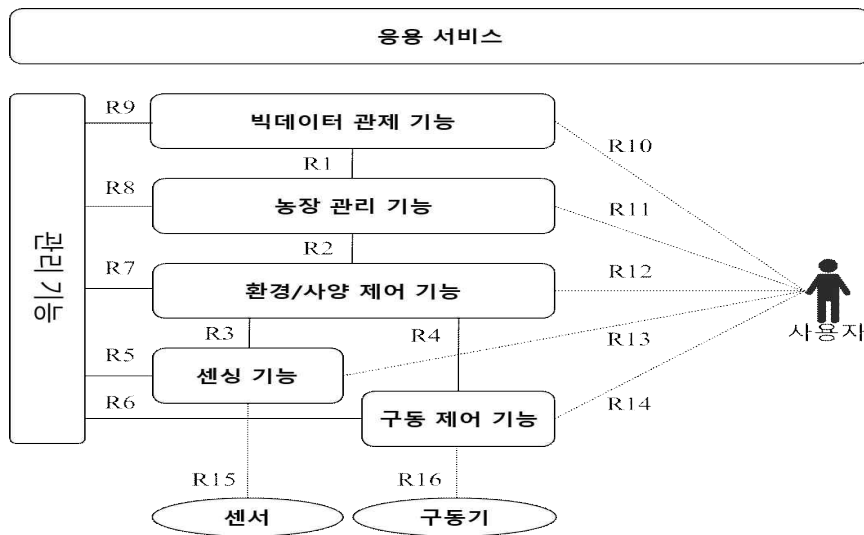 응용 서비스
R9
빅데이터 관제 기능
R10
R1
R8
농장 관리 기능
R11
R2
관리 기능
R7
환경/사양 제어 기능
R12
R3
R4
R13
사용자
R5
센싱 기능
R6
구동 제어 기능
R14
R15
R16
센서
구동기